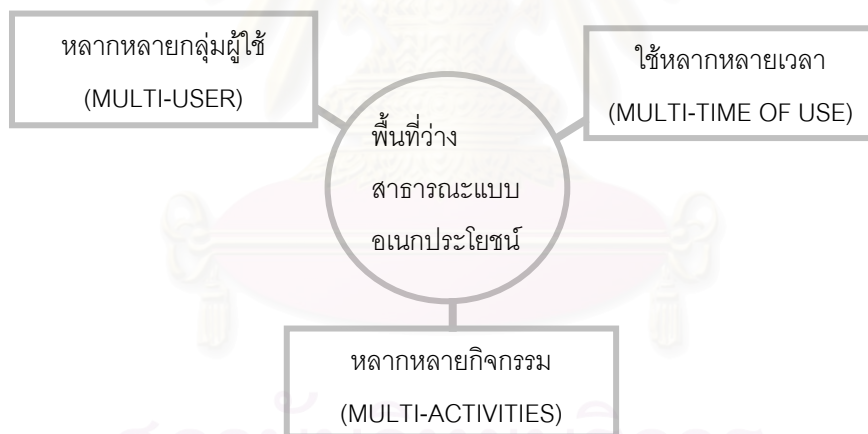 หลากหลายกลุ่มผู้ใช้
(MULTI-USER)
ใช้หลากหลายเวลา
(MULTI-TIME OF USE)
พื้นที่ว่าง
สาธารณะแบบ
อเนกประโยชน์
หลากหลายกิจกรรม
(MULTI-ACTIVITIES)